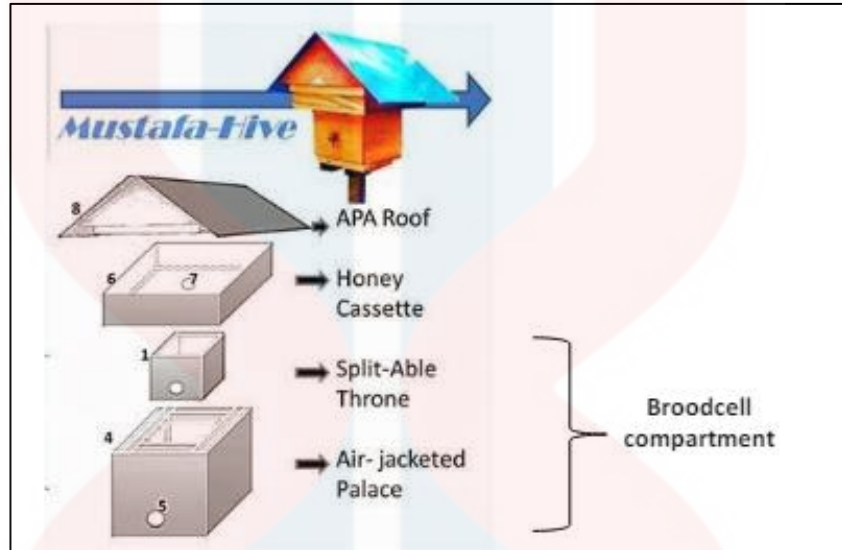 Mustafa-Hive
8
APA Roof
6
7
Honey
Cassette
1
Split-Able
Throne
Broodcell
compartment
4
Air- jacketed
Palace
5